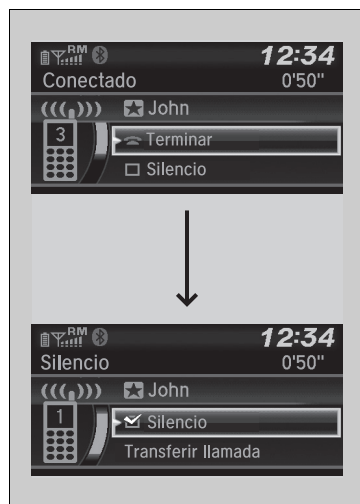 RM 12:34
Conectado 0'50"
John
3 Terminar
Silencio
RM 12:34
Silencio 0'50"
John
1 Silencio
Transferir llamada